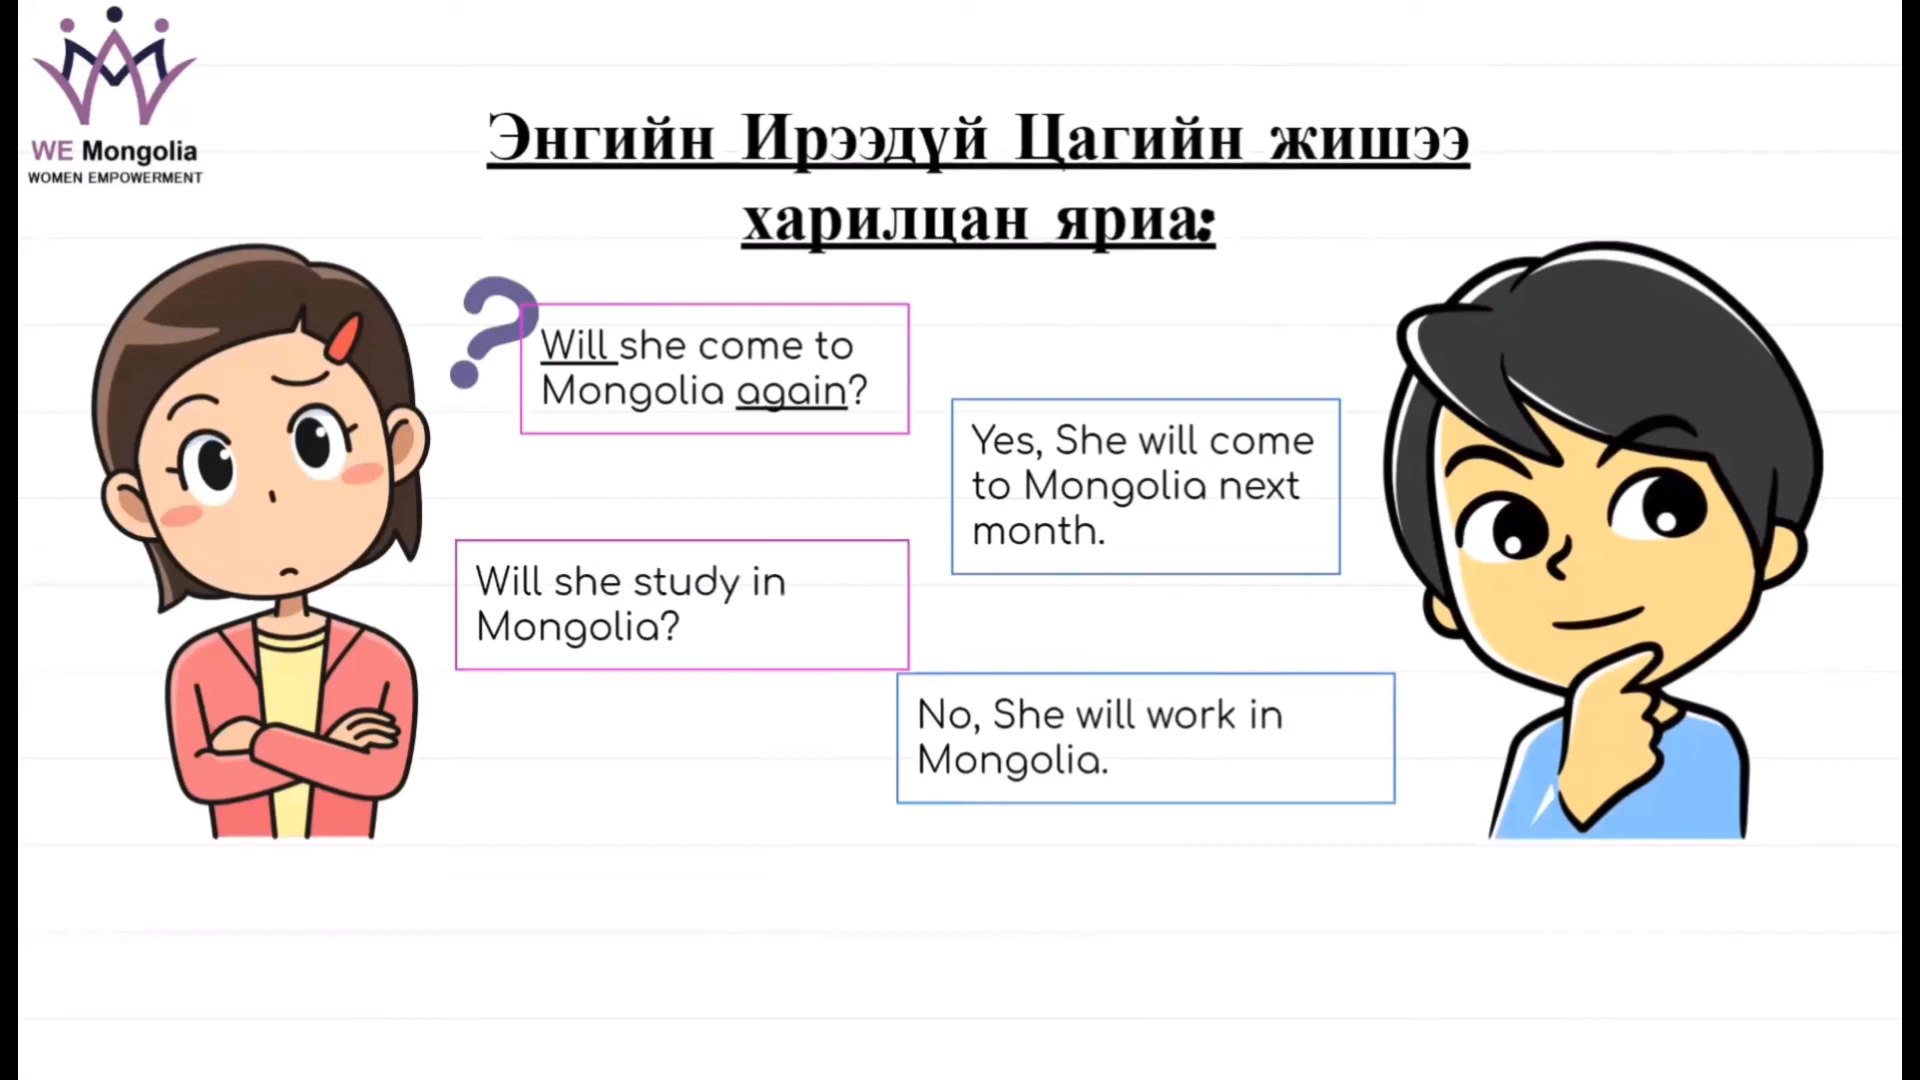 WE Mongolia
WOMEN EMPOWERMENT
Энгийн Ирээдүй Цагийн жишээ
харилцан яриа:
?
Will she come to
Mongolia again?
Yes, She will come
to Mongolia next
month.
Will she study in
Mongolia?
No, She will work in
Mongolia.